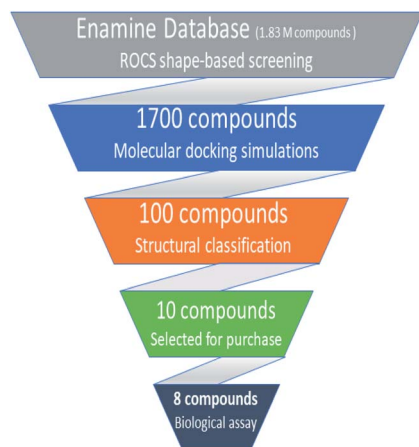 Enamine Database (1.83 M compounds )
ROCS shape-based screening
1700 compounds
Molecular docking simulations
100 compounds
Structural classification
10 compounds
Selected for purchase
8 compounds
Biological assay